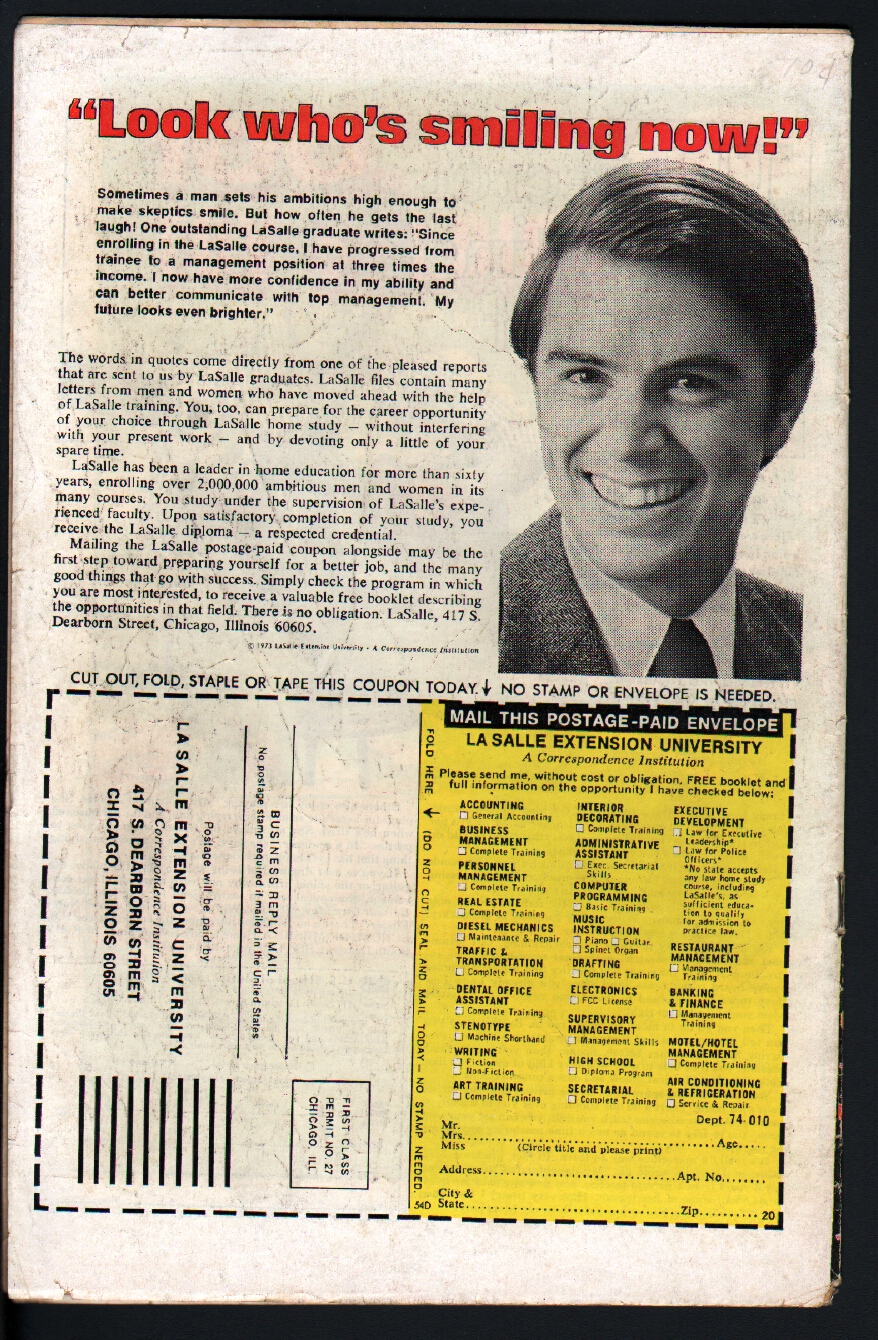 “Look who’s smiling now!”
Sometimes a man sets his ambitions high enough to
make skeptics smile. But how often he gets the last
laugh! One outstanding LaSalle graduate writes: "Since
enrolling in the LaSalle course, I have progressed from
trainee to a management position at three times the
income. I now have more confidence in my ability and
can better communicate with top management. My
future looks even brighter."
The words in quotes come directly from one of the pleased reports
that are sent to us by LaSalle graduates. LaSalle files contain many
letters from men and women who have moved ahead with the help
of LaSalle training. You, too, can prepare for the career opportunity
of your choice through LaSalle home study — without interfering
with your present work — and by devoting only a little of your
spare time.
LaSalle has been a leader in home education for more than sixty
years, enrolling over 2,000,000 ambitious men and women in its
many courses. You study under the supervision of LaSalle's expe-
rienced faculty. Upon satisfactory completion of your study, you
receive the LaSalle diploma — a respected credential.
Mailing the LaSalle postage-paid coupon alongside may be the
first step toward preparing yourself for a better job, and the many
good things that go with success. Simply check the program in which
you are most interested, to receive a valuable free booklet describing
the opportunities in that field. There is no obligation. LaSalle, 417 S.
Dearborn Street, Chicago, Illinois 60605.
© 1973 LaSalle Extension University • A Correspondence Institution
CUT OUT, FOLD, STAPLE OR TAPE THIS COUPON TODAY.↓ NO STAMP OR ENVELOPE IS NEEDED.
FIRST CLASS
PERMIT NO. 27
CHICAGO, ILL.
BUSINESS REPLY MAIL
No postage stamp required if mailed in the United States
Postage will be paid by
LA SALLE EXTENSION UNIVERSITY
A Correspondence Institution
417 S. DEARBORN STREET
CHICAGO, ILLINOIS 60605
FOLD HERE ↑ (DO NOT CUT) SEAL AND MAIL TODAY — NO STAMP NEEDED.
54D
MAIL THIS POSTAGE-PAID ENVELOPE
LA SALLE EXTENSION UNIVERSITY
A Correspondence Institution
Please send me, without cost or obligation, FREE booklet and
full information on the opportunity I have checked below:
ACCOUNTING
☐ General Accounting
BUSINESS
MANAGEMENT
☐ Complete Training
PERSONNEL
MANAGEMENT
☐ Complete Training
REAL ESTATE
☐ Complete Training
DIESEL MECHANICS
☐ Maintenance & Repair
TRAFFIC &
TRANSPORTATION
☐ Complete Training
DENTAL OFFICE
ASSISTANT
☐ Complete Training
STENOTYPE
☐ Machine Shorthand
WRITING
☐ Fiction
☐ Non-Fiction
ART TRAINING
☐ Complete Training
INTERIOR
DECORATING
☐ Complete Training
ADMINISTRATIVE
ASSISTANT
☐ Exec. Secretarial
Skills
COMPUTER
PROGRAMMING
☐ Basic Training
MUSIC
INSTRUCTION
☐ Piano ☐ Guitar
☐ Spinet Organ
DRAFTING
☐ Complete Training
ELECTRONICS
☐ FCC License
SUPERVISORY
MANAGEMENT
☐ Management Skills
HIGH SCHOOL
☐ Diploma Program
SECRETARIAL
☐ Complete Training
EXECUTIVE
DEVELOPMENT
☐ Law for Executive
Leadership*
☐ Law for Police
Officers*
*No state accepts
any law home study
course, including
LaSalle's, as
sufficient educa-
tion to qualify
for admission to
practice law.
RESTAURANT
MANAGEMENT
☐ Management
Training
BANKING
& FINANCE
☐ Management
Training
MOTEL/HOTEL
MANAGEMENT
☐ Complete Training
AIR CONDITIONING
& REFRIGERATION
☐ Service & Repair
Dept. 74-010
Mr.
Mrs. Age
Miss (Circle title and please print)
Address Apt. No.
City &
State Zip 20